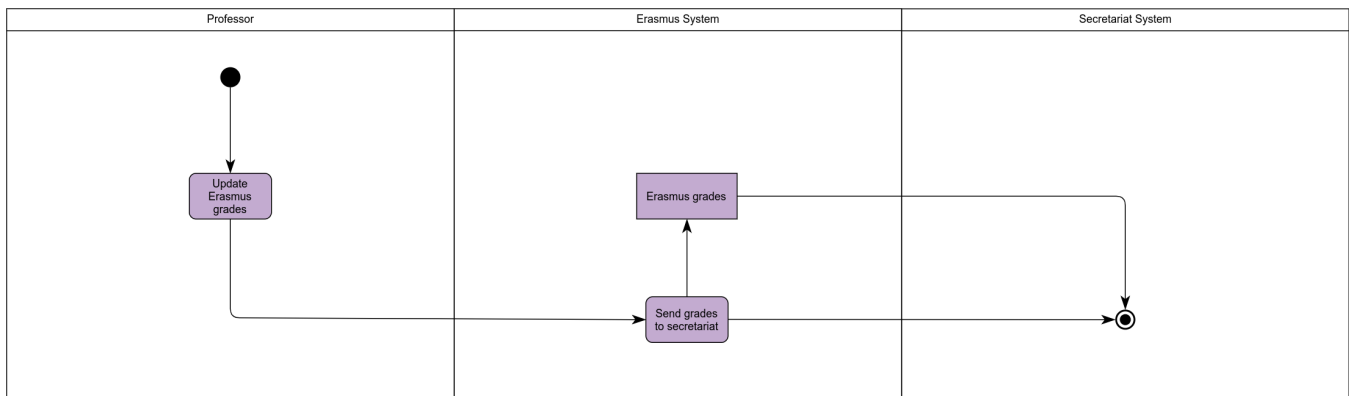 Professor
Erasmus System
Secretariat System
Update
Erasmus
grades
Erasmus grades
Send grades
to secretariat